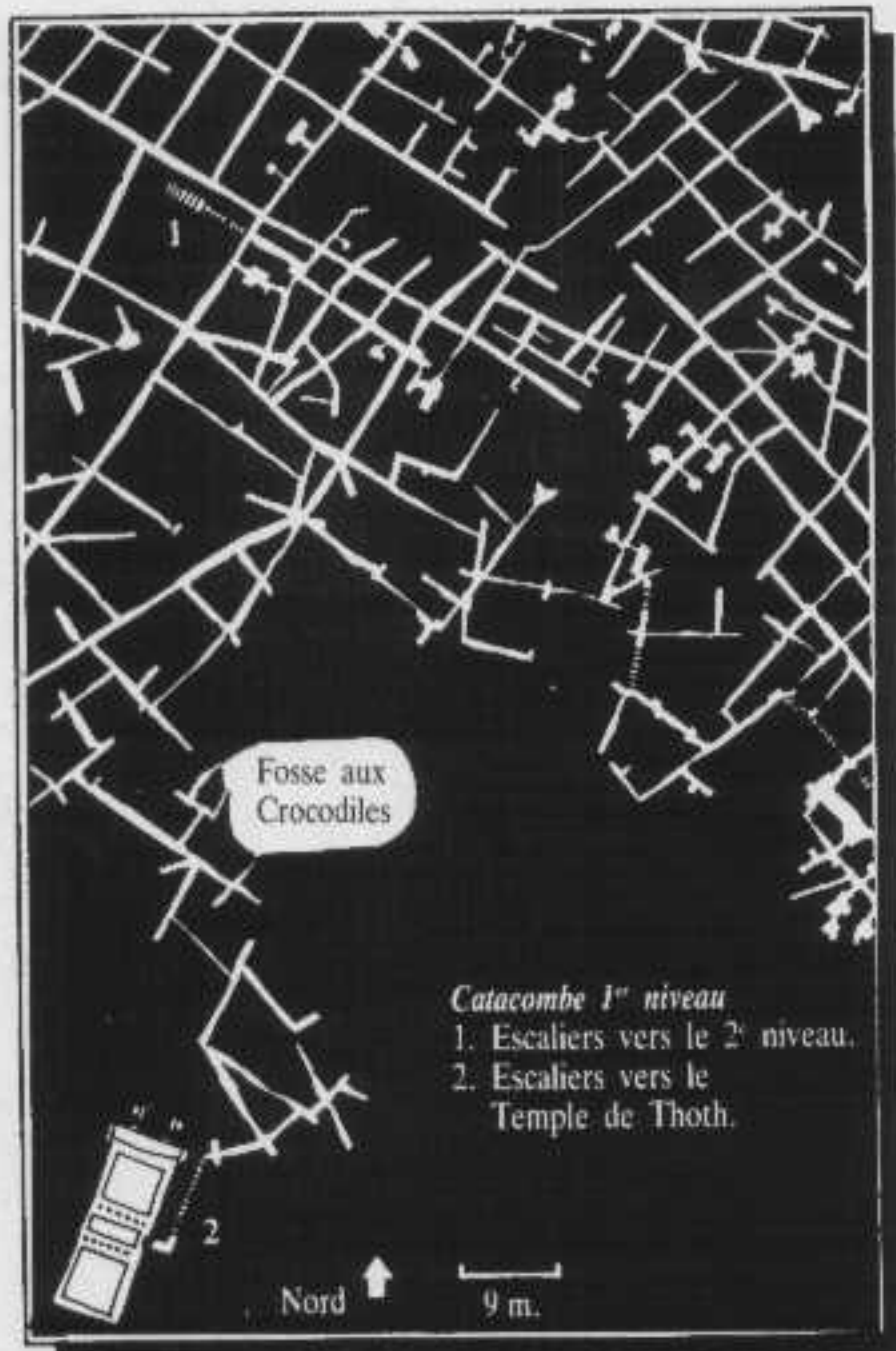 1
Fosse aux
Crocodiles
Catacombe 1er niveau
1. Escaliers vers le 2e niveau.
2. Escaliers vers le
Temple de Thoth.
2
Nord
9 m.